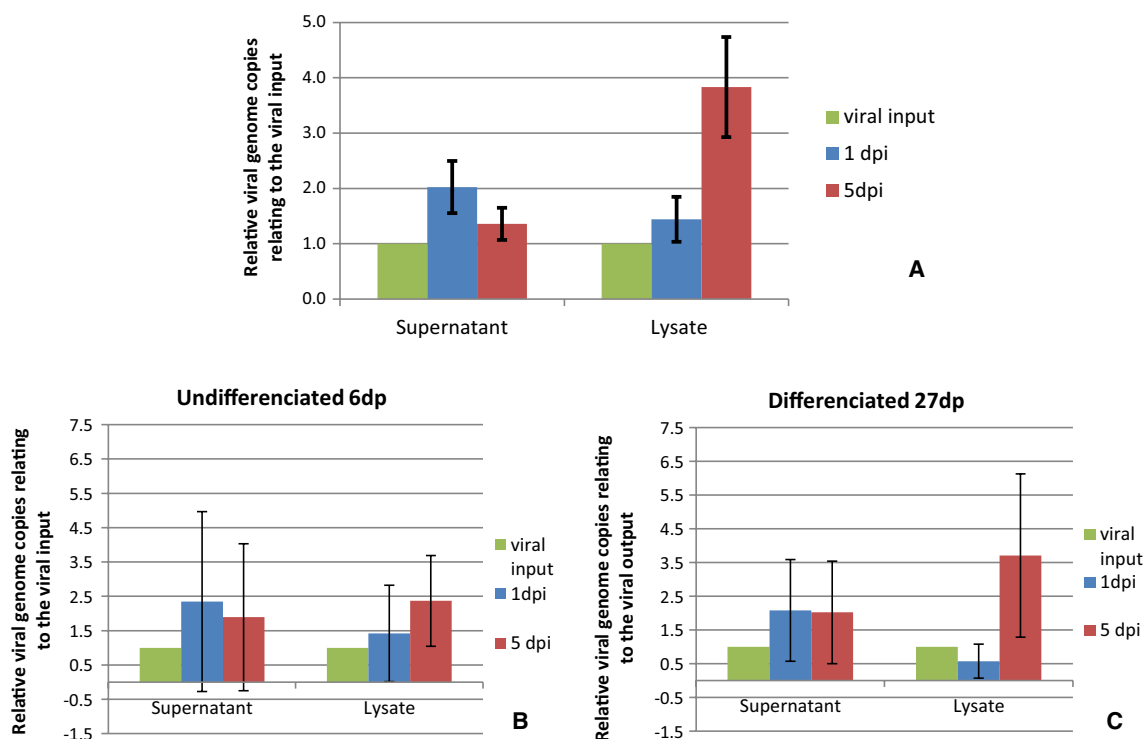 Relative viral genome copies
relating to the viral input
5.0
4.0
3.0
2.0
1.0
0.0
Supernatant
Lysate
viral input
1 dpi
5dpi
A
Undifferenciated 6dp
Relative viral genome copies relating
to the viral input
7.5
6.5
5.5
4.5
3.5
2.5
1.5
0.5
-0.5
-1.5
Supernatant
Lysate
viral
input
1dpi
5 dpi
B
Differenciated 27dp
Relative viral genome copies relating
to the viral output
7.5
6.5
5.5
4.5
3.5
2.5
1.5
0.5
-0.5
-1.5
Supernatant
Lysate
viral
input
1dpi
5 dpi
C